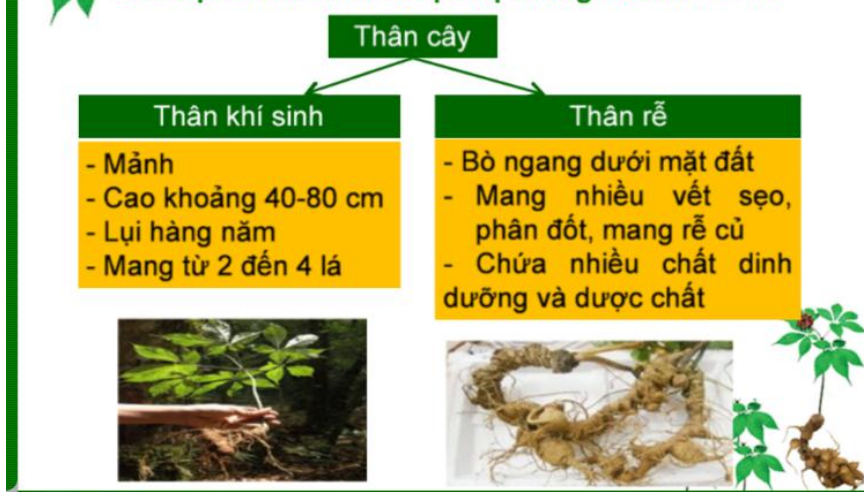 Thân cây
Thân khí sinh
- Mảnh
- Cao khoảng 40-80 cm
- Lụi hàng năm
- Mang từ 2 đến 4 lá
Thân rễ
- Bò ngang dưới mặt đất
- Mang nhiều vết sẹo,
phân đốt, mang rễ củ
- Chứa nhiều chất dinh
dưỡng và dược chất